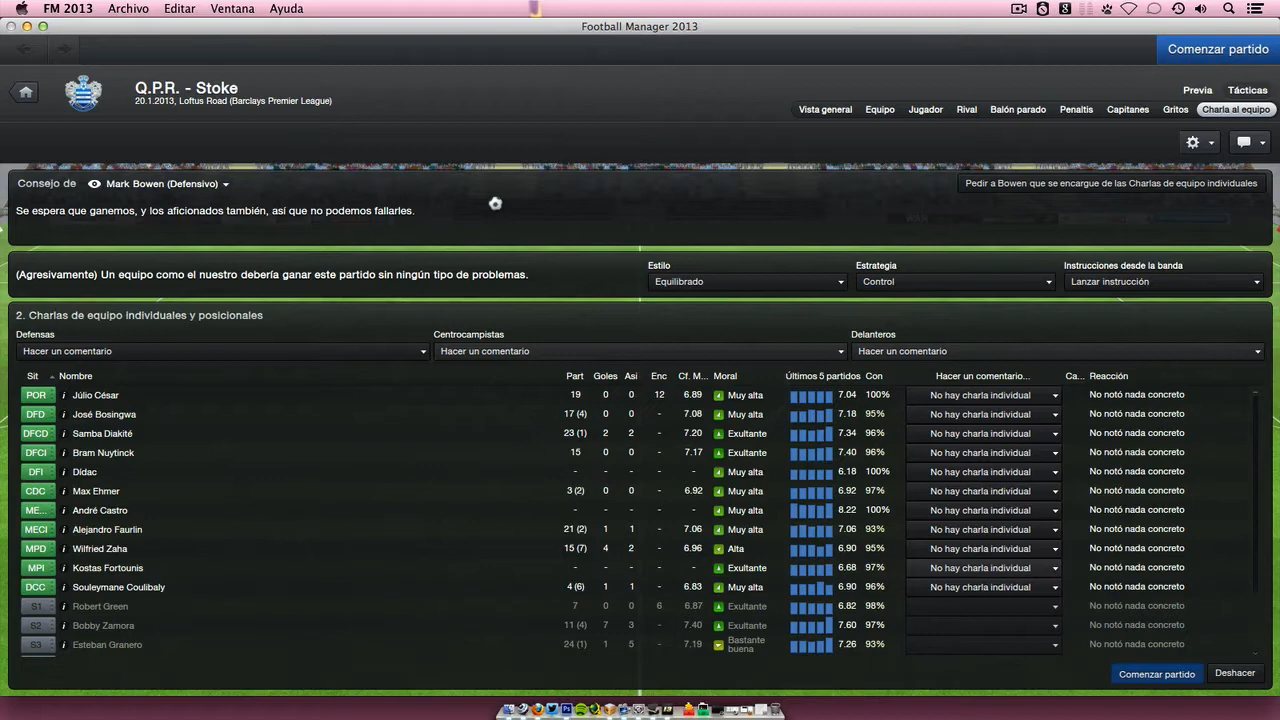 FM 2013 Archivo Editar Ventana Ayuda
Football Manager 2013
Comenzar partido
Q.P.R. - Stoke
20.1.2013, Loftus Road (Barclays Premier League)
Previa Tácticas
Vista general Equipo Jugador Rival Balón parado Penaltis Capitanes Gritos Charla al equipo
Consejo de Mark Bowen (Defensivo)
Pedir a Bowen que se encargue de las Charlas de equipo individuales
Se espera que ganemos, y los aficionados también, así que no podemos fallarles.
(Agresivamente) Un equipo como el nuestro debería ganar este partido sin ningún tipo de problemas.
Estilo Estrategia Instrucciones desde la banda
Equilibrado Control Lanzar instrucción
2. Charlas de equipo individuales y posicionales
Defensas Centrocampistas Delanteros
Hacer un comentario Hacer un comentario Hacer un comentario
Sit Nombre Part Goles Asi Enc Cf. M... Moral Últimos 5 partidos Con Hacer un comentario... Ca... Reacción
POR i Júlio César 19 0 0 12 6.89 Muy alta 7.04 100% No hay charla individual No notó nada concreto
DFD i José Bosingwa 17 (4) 0 0 - 7.08 Muy alta 7.18 95% No hay charla individual No notó nada concreto
DFCD i Samba Diakité 23 (1) 2 2 - 7.20 Exultante 7.34 96% No hay charla individual No notó nada concreto
DFCI i Bram Nuytinck 15 0 0 - 7.17 Exultante 7.40 96% No hay charla individual No notó nada concreto
DFI i Dídac - - - - - Muy alta 6.18 100% No hay charla individual No notó nada concreto
CDC i Max Ehmer 3 (2) 0 0 - 6.92 Muy alta 6.92 97% No hay charla individual No notó nada concreto
ME... i André Castro - - - - - Muy alta 8.22 100% No hay charla individual No notó nada concreto
MECI i Alejandro Faurlin 21 (2) 1 1 - 7.06 Muy alta 7.06 93% No hay charla individual No notó nada concreto
MPD i Wilfried Zaha 15 (7) 4 2 - 6.96 Alta 6.90 95% No hay charla individual No notó nada concreto
MPI i Kostas Fortounis - - - - - Exultante 6.68 97% No hay charla individual No notó nada concreto
DCC i Souleymane Coulibaly 4 (6) 1 1 - 6.83 Muy alta 6.90 96% No hay charla individual No notó nada concreto
S1 i Robert Green 7 0 0 6 6.87 Exultante 6.82 98% No notó nada concreto
S2 i Bobby Zamora 11 (4) 7 3 - 7.40 Exultante 7.60 97% No notó nada concreto
S3 i Esteban Granero 24 (1) 1 5 - 7.19 Bastante buena 7.26 93% No notó nada concreto
Comenzar partido Deshacer